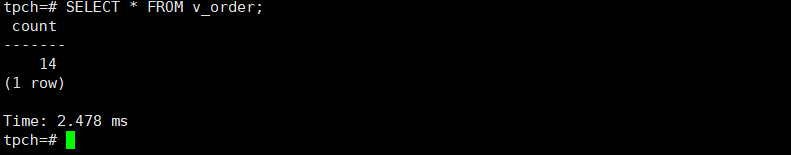 tpch=# SELECT * FROM v_order;
 count
-------
    14
(1 row)

Time: 2.478 ms
tpch=#